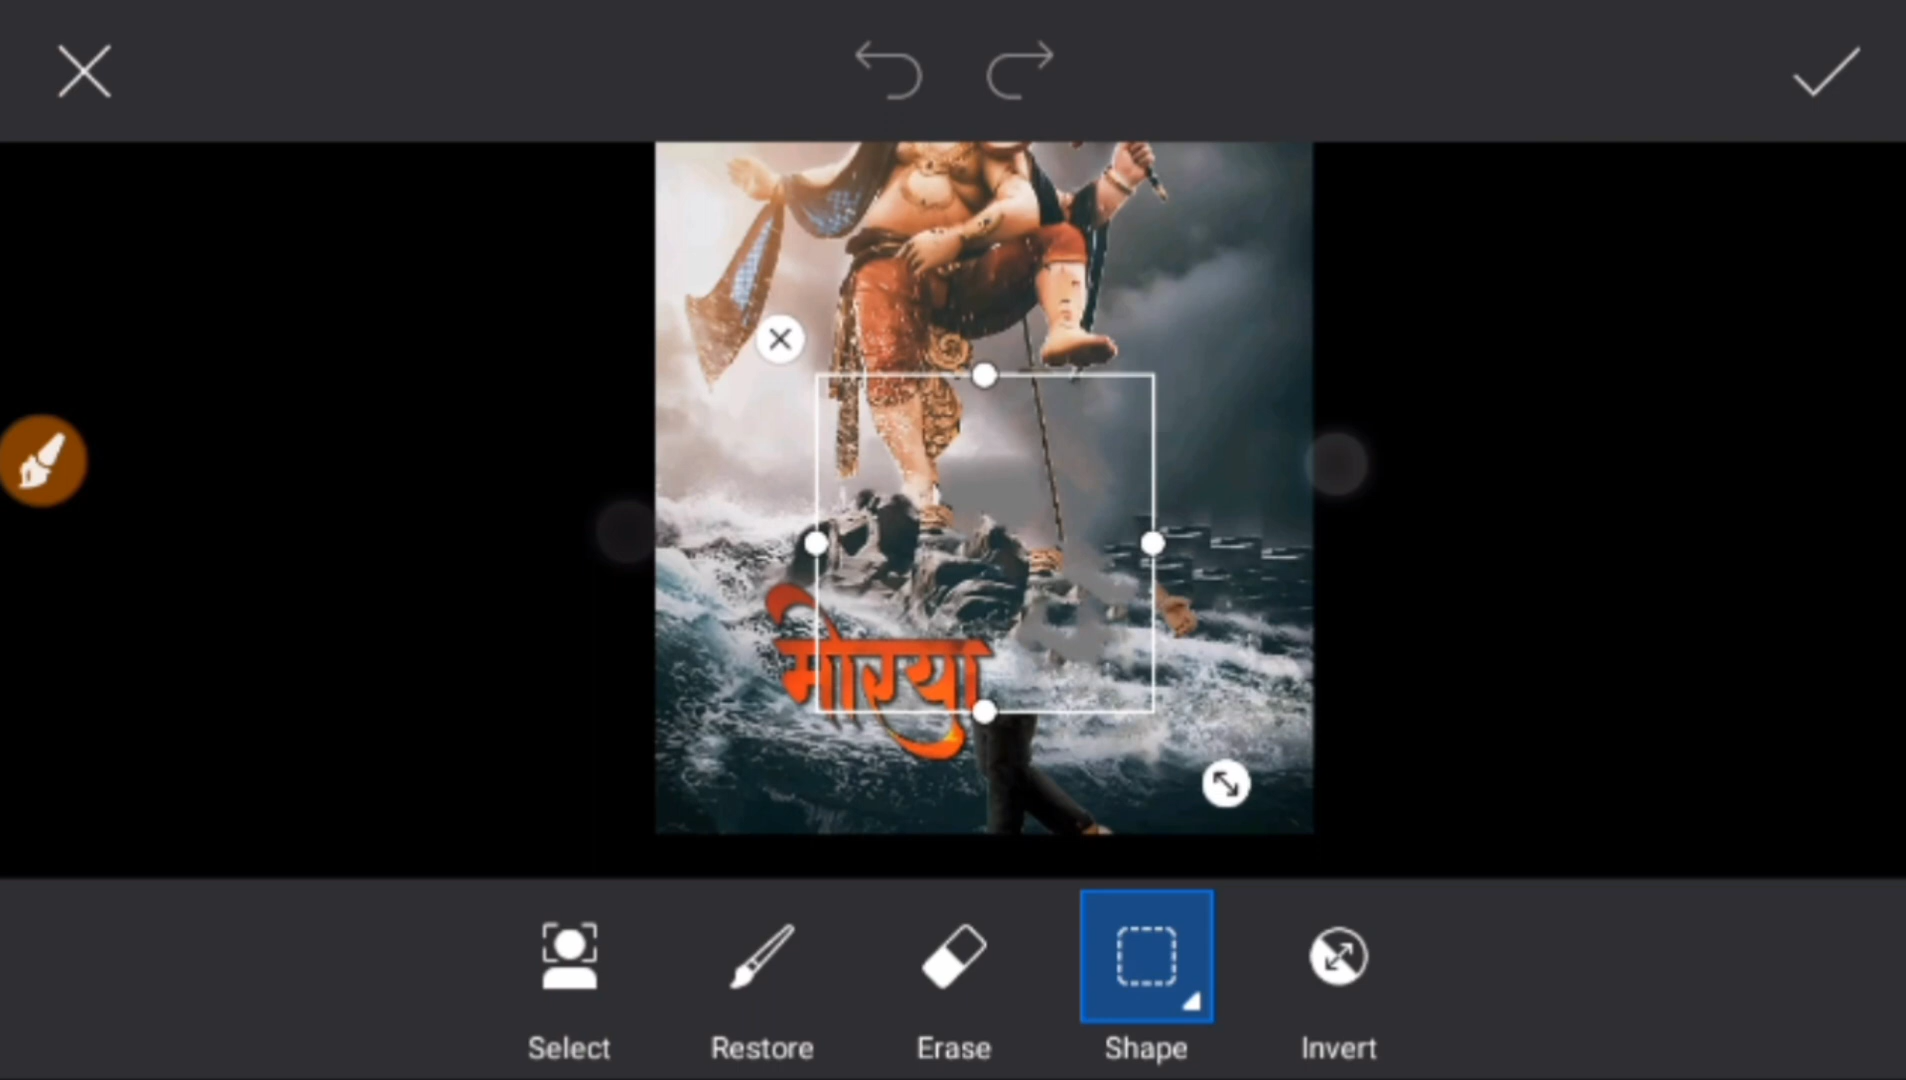 मोरया
Select
Restore
Erase
Shape
Invert